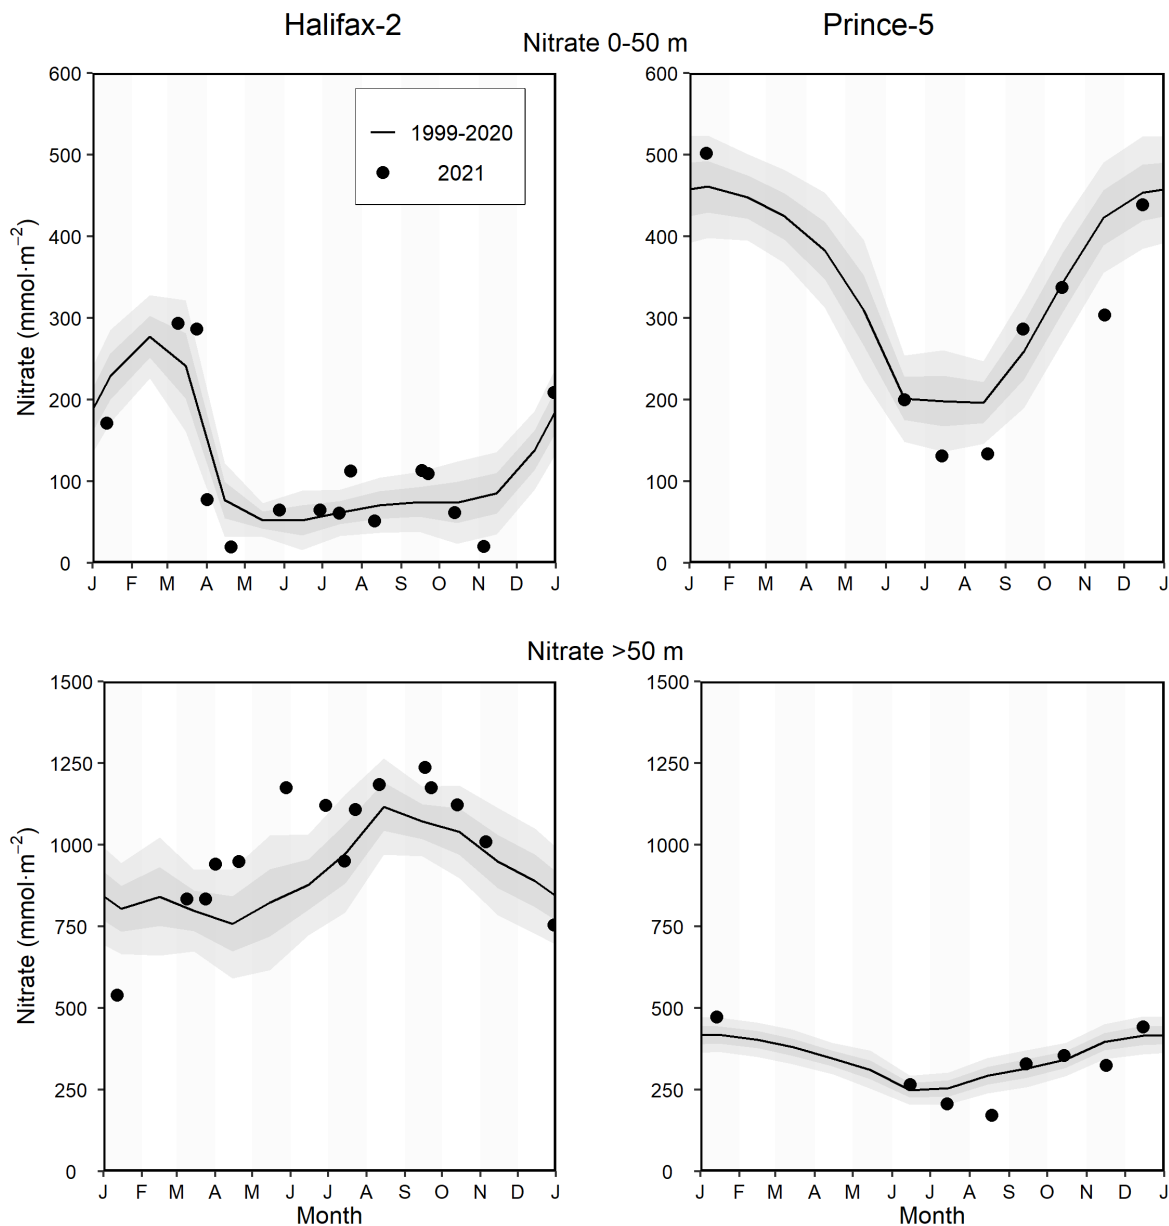 Halifax-2
Prince-5
Nitrate 0-50 m
600
500
400
300
200
100
0
Nitrate (mmol·m−2)
1999-2020
2021
J F M A M J J A S O N D J
600
500
400
300
200
100
0
J F M A M J J A S O N D J
Nitrate >50 m
1500
1250
1000
750
500
250
0
Nitrate (mmol·m−2)
J F M A M J J A S O N D J
Month
1500
1250
1000
750
500
250
0
J F M A M J J A S O N D J
Month